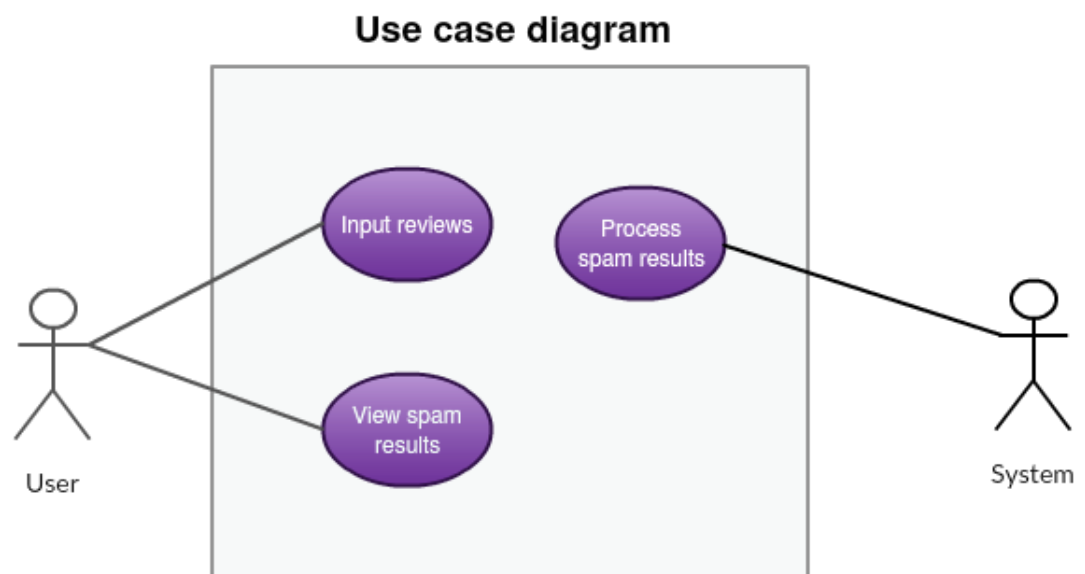 Use case diagram
Input reviews
Process
spam results
View spam
results
User
System